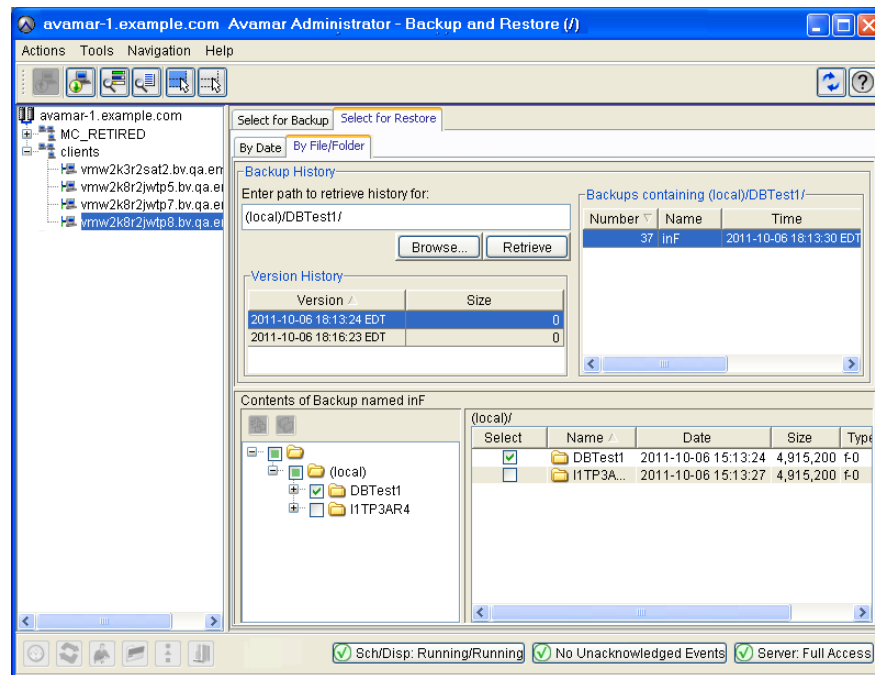 avamar-1.example.com Avamar Administrator - Backup and Restore (/)
Actions Tools Navigation Help
avamar-1.example.com
MC_RETIRED
clients
vmw2k3r2sat2.bv.qa.em
vmw2k8r2jwtp5.bv.qa.er
vmw2k8r2jwtp7.bv.qa.er
vmw2k8r2jwtp8.bv.qa.er
Select for Backup Select for Restore
By Date By File/Folder
Backup History
Enter path to retrieve history for:
(local)/DBTest1/
Browse... Retrieve
Version History
Version Size
2011-10-06 18:13:24 EDT 0
2011-10-06 18:16:23 EDT 0
Backups containing (local)/DBTest1/
Number Name Time
37 inF 2011-10-06 18:13:30 EDT
Contents of Backup named inF
(local)
DBTest1
I1TP3AR4
(local)/
Select Name Date Size Type
DBTest1 2011-10-06 15:13:24 4,915,200 f-0
I1TP3A... 2011-10-06 15:13:27 4,915,200 f-0
Sch/Disp: Running/Running No Unacknowledged Events Server: Full Access